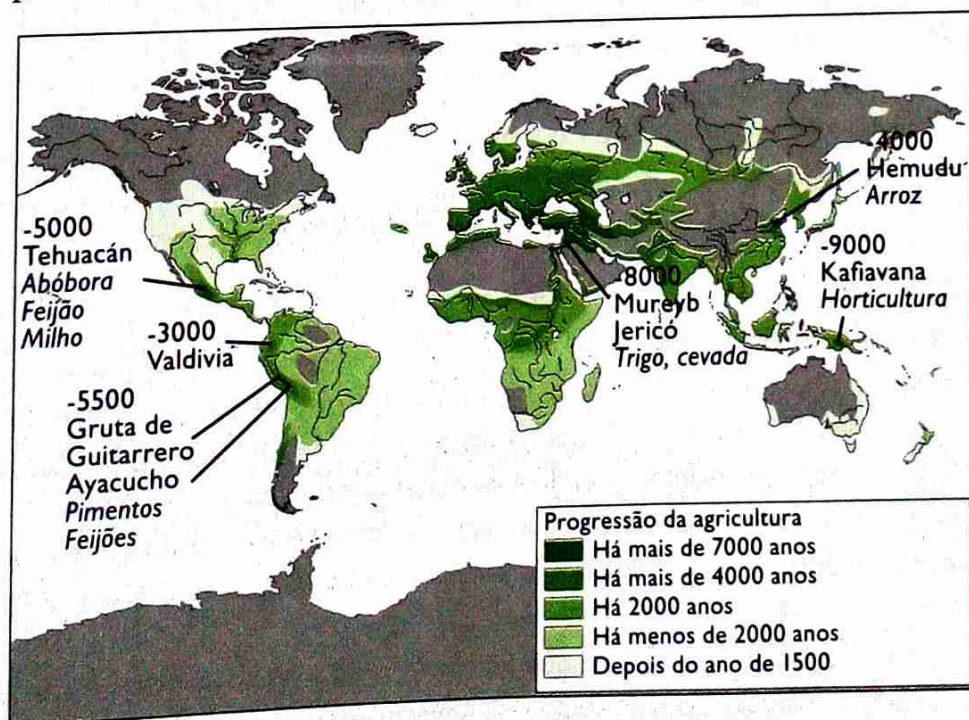 -5000
Tehuacán
Abóbora
Feijão
Milho
-3000
Valdivia
-5500
Gruta de
Guitarrero
Ayacucho
Pimentos
Feijões
-8000
Mureyb
Jericó
Trigo, cevada
-4000
Hemudu
Arroz
-9000
Kafiavana
Horticultura
Progressão da agricultura
Há mais de 7000 anos
Há mais de 4000 anos
Há 2000 anos
Há menos de 2000 anos
Depois do ano de 1500